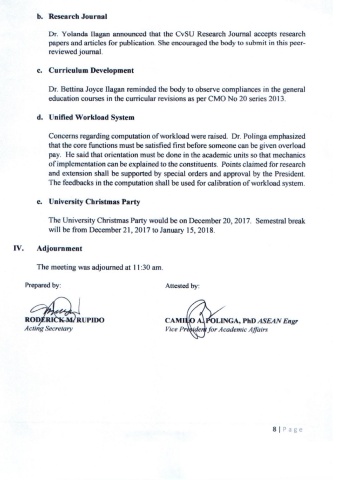 b. Research Journal
Dr. Yolanda Ilagan announced that the CvSU Research Journal accepts research
papers and articles for publication. She encouraged the body to submit in this peer-
reviewed journal.
c. Curriculum Development
Dr. Bettina Joyce Ilagan reminded the body to observe compliances in the general
education courses in the curricular revisions as per CMO No 20 series 2013.
d. Unified Workload System
Concerns regarding computation of workload were raised. Dr. Polinga emphasized
that the core functions must be satisfied first before someone can be given overload
pay. He said that orientation must be done in the academic units so that mechanics
of implementation can be explained to the constituents. Points claimed for research
and extension shall be supported by special orders and approval by the President.
The feedbacks in the computation shall be used for calibration of workload system.
e. University Christmas Party
The University Christmas Party would be on December 20, 2017. Semestral break
will be from December 21, 2017 to January 15, 2018.
IV. Adjournment
The meeting was adjourned at 11:30 am.
Prepared by: Attested by:
RODERICK M. RUPIDO CAMILO A. POLINGA, PhD ASEAN Engr
Acting Secretary Vice President for Academic Affairs
8 | Page